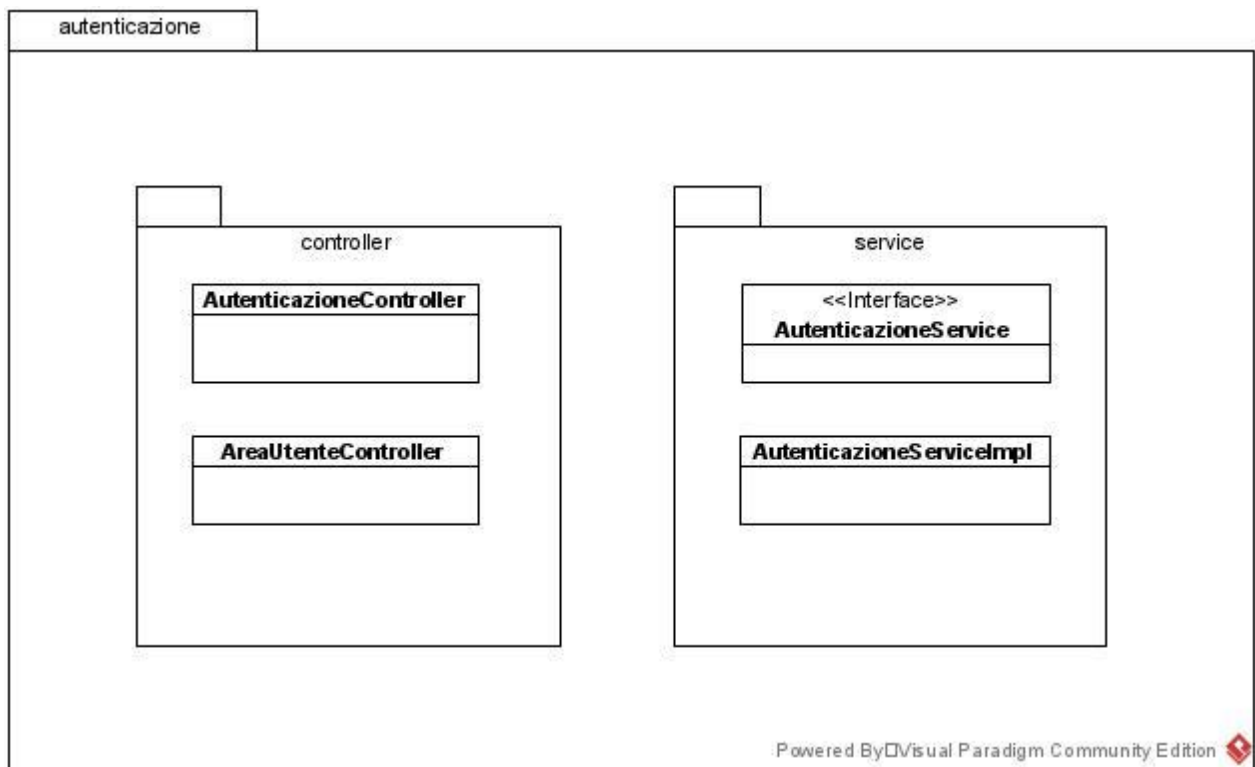 autenticazione
controller
AutenticazioneController
AreaUtenteController
service
<<Interface>>
AutenticazioneService
AutenticazioneServiceImpl
Powered By□Visual Paradigm Community Edition